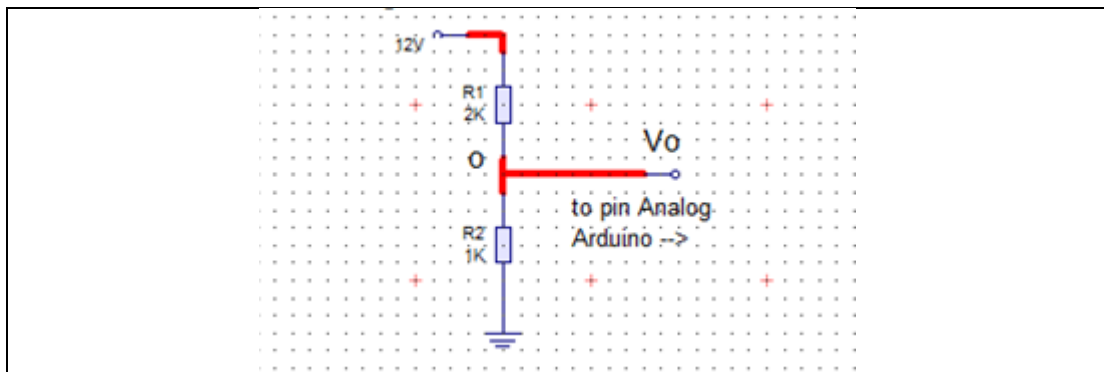 12V
R1
2K
O
Vo
to pin Analog
Arduino -->
R2
1K